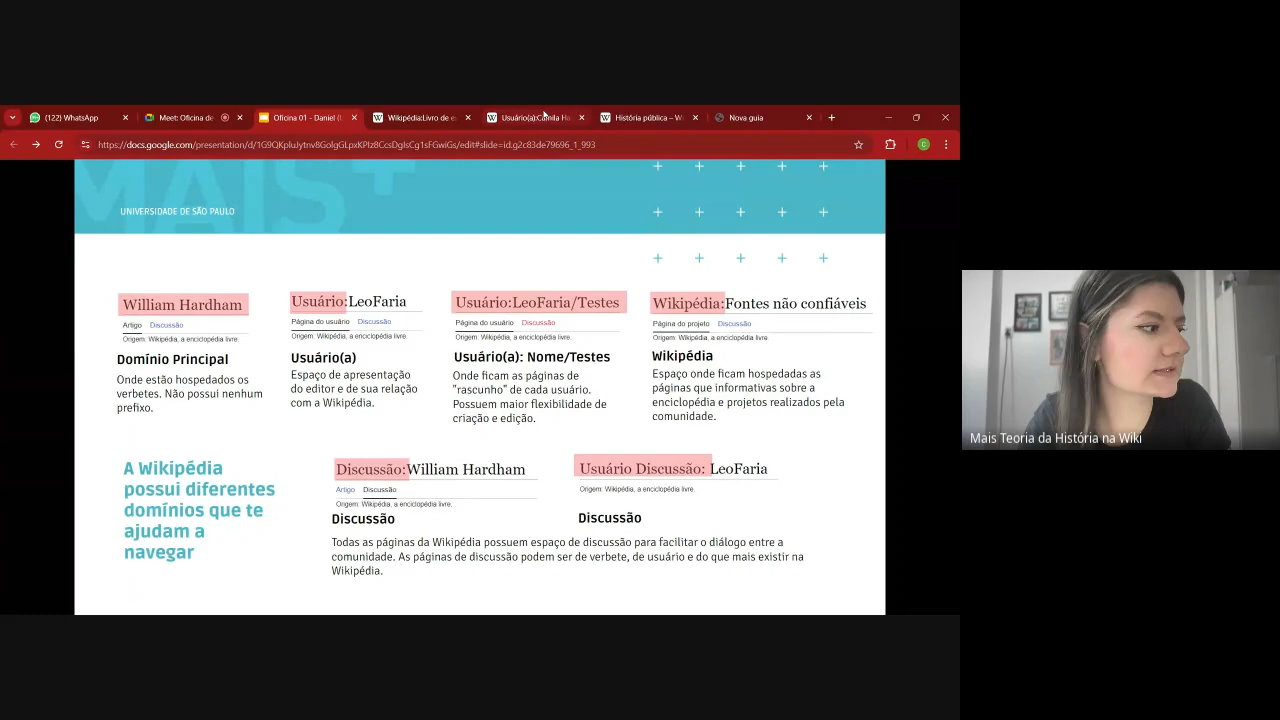 (122) WhatsApp
Meet: Oficina de
Oficina 01 - Daniel (
Wikipédia:Livro de e
Usuário(a):Camila Ha
História pública – W
Nova guia
https://docs.google.com/presentation/d/
UNIVERSIDADE DE SÃO PAULO
William Hardham
Artigo Discussão
Origem: Wikipédia, a enciclopédia livre.
Domínio Principal
Onde estão hospedados os
verbetes. Não possui nenhum
prefixo.
Usuário:LeoFaria
Página do usuário Discussão
Origem: Wikipédia, a enciclopédia livre.
Usuário(a)
Espaço de apresentação
do editor e de sua relação
com a Wikipédia.
Usuário:LeoFaria/Testes
Página do usuário Discussão
Origem: Wikipédia, a enciclopédia livre.
Usuário(a): Nome/Testes
Onde ficam as páginas de
"rascunho" de cada usuário.
Possuem maior flexibilidade de
criação e edição.
Wikipédia:Fontes não confiáveis
Página do projeto Discussão
Origem: Wikipédia, a enciclopédia livre
Wikipédia
Espaço onde ficam hospedadas as
páginas que informativas sobre a
enciclopédia e projetos realizados pela
comunidade.
A Wikipédia
possui diferentes
domínios que te
ajudam a
navegar
Discussão:William Hardham
Artigo Discussão
Origem: Wikipédia, a enciclopédia livre.
Discussão
Usuário Discussão: LeoFaria
Origem: Wikipédia, a enciclopédia livre.
Discussão
Todas as páginas da Wikipédia possuem espaço de discussão para facilitar o diálogo entre a
comunidade. As páginas de discussão podem ser de verbete, de usuário e do que mais existir na
Wikipédia.
Mais Teoria da História na Wiki